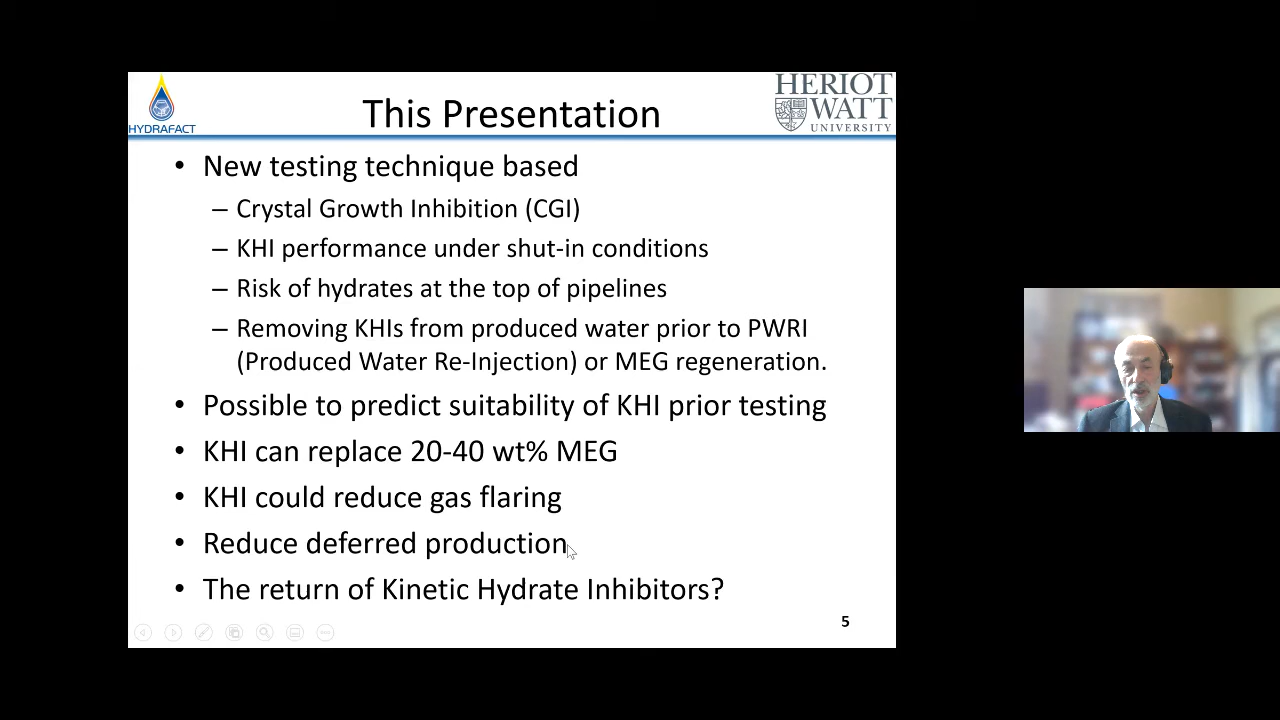 HYDRAFACT
This Presentation
HERIOT
WATT
UNIVERSITY
• New testing technique based
– Crystal Growth Inhibition (CGI)
– KHI performance under shut-in conditions
– Risk of hydrates at the top of pipelines
– Removing KHIs from produced water prior to PWRI
(Produced Water Re-Injection) or MEG regeneration.
• Possible to predict suitability of KHI prior testing
• KHI can replace 20-40 wt% MEG
• KHI could reduce gas flaring
• Reduce deferred production
• The return of Kinetic Hydrate Inhibitors?
5